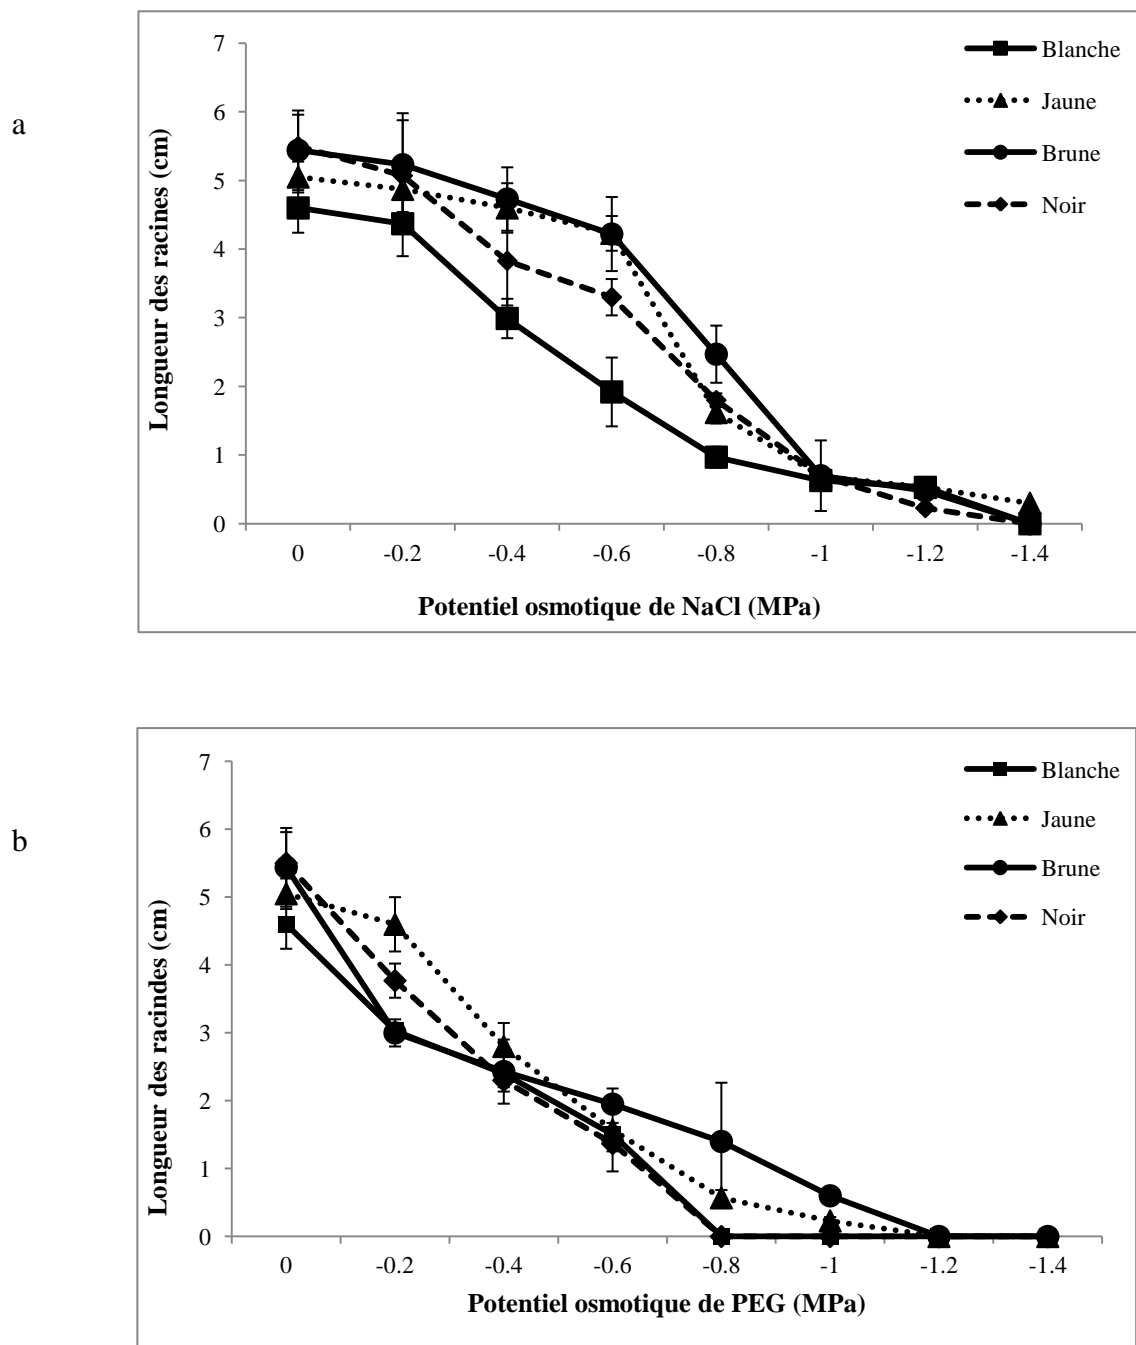 a
7
6
5
4
3
2
1
0
Longueur des racines (cm)
Blanche
Jaune
Brune
Noir
0 -0.2 -0.4 -0.6 -0.8 -1 -1.2 -1.4
Potentiel osmotique de NaCl (MPa)
b
7
6
5
4
3
2
1
0
Longueur des racindes (cm)
Blanche
Jaune
Brune
Noir
0 -0.2 -0.4 -0.6 -0.8 -1 -1.2 -1.4
Potentiel osmotique de PEG (MPa)